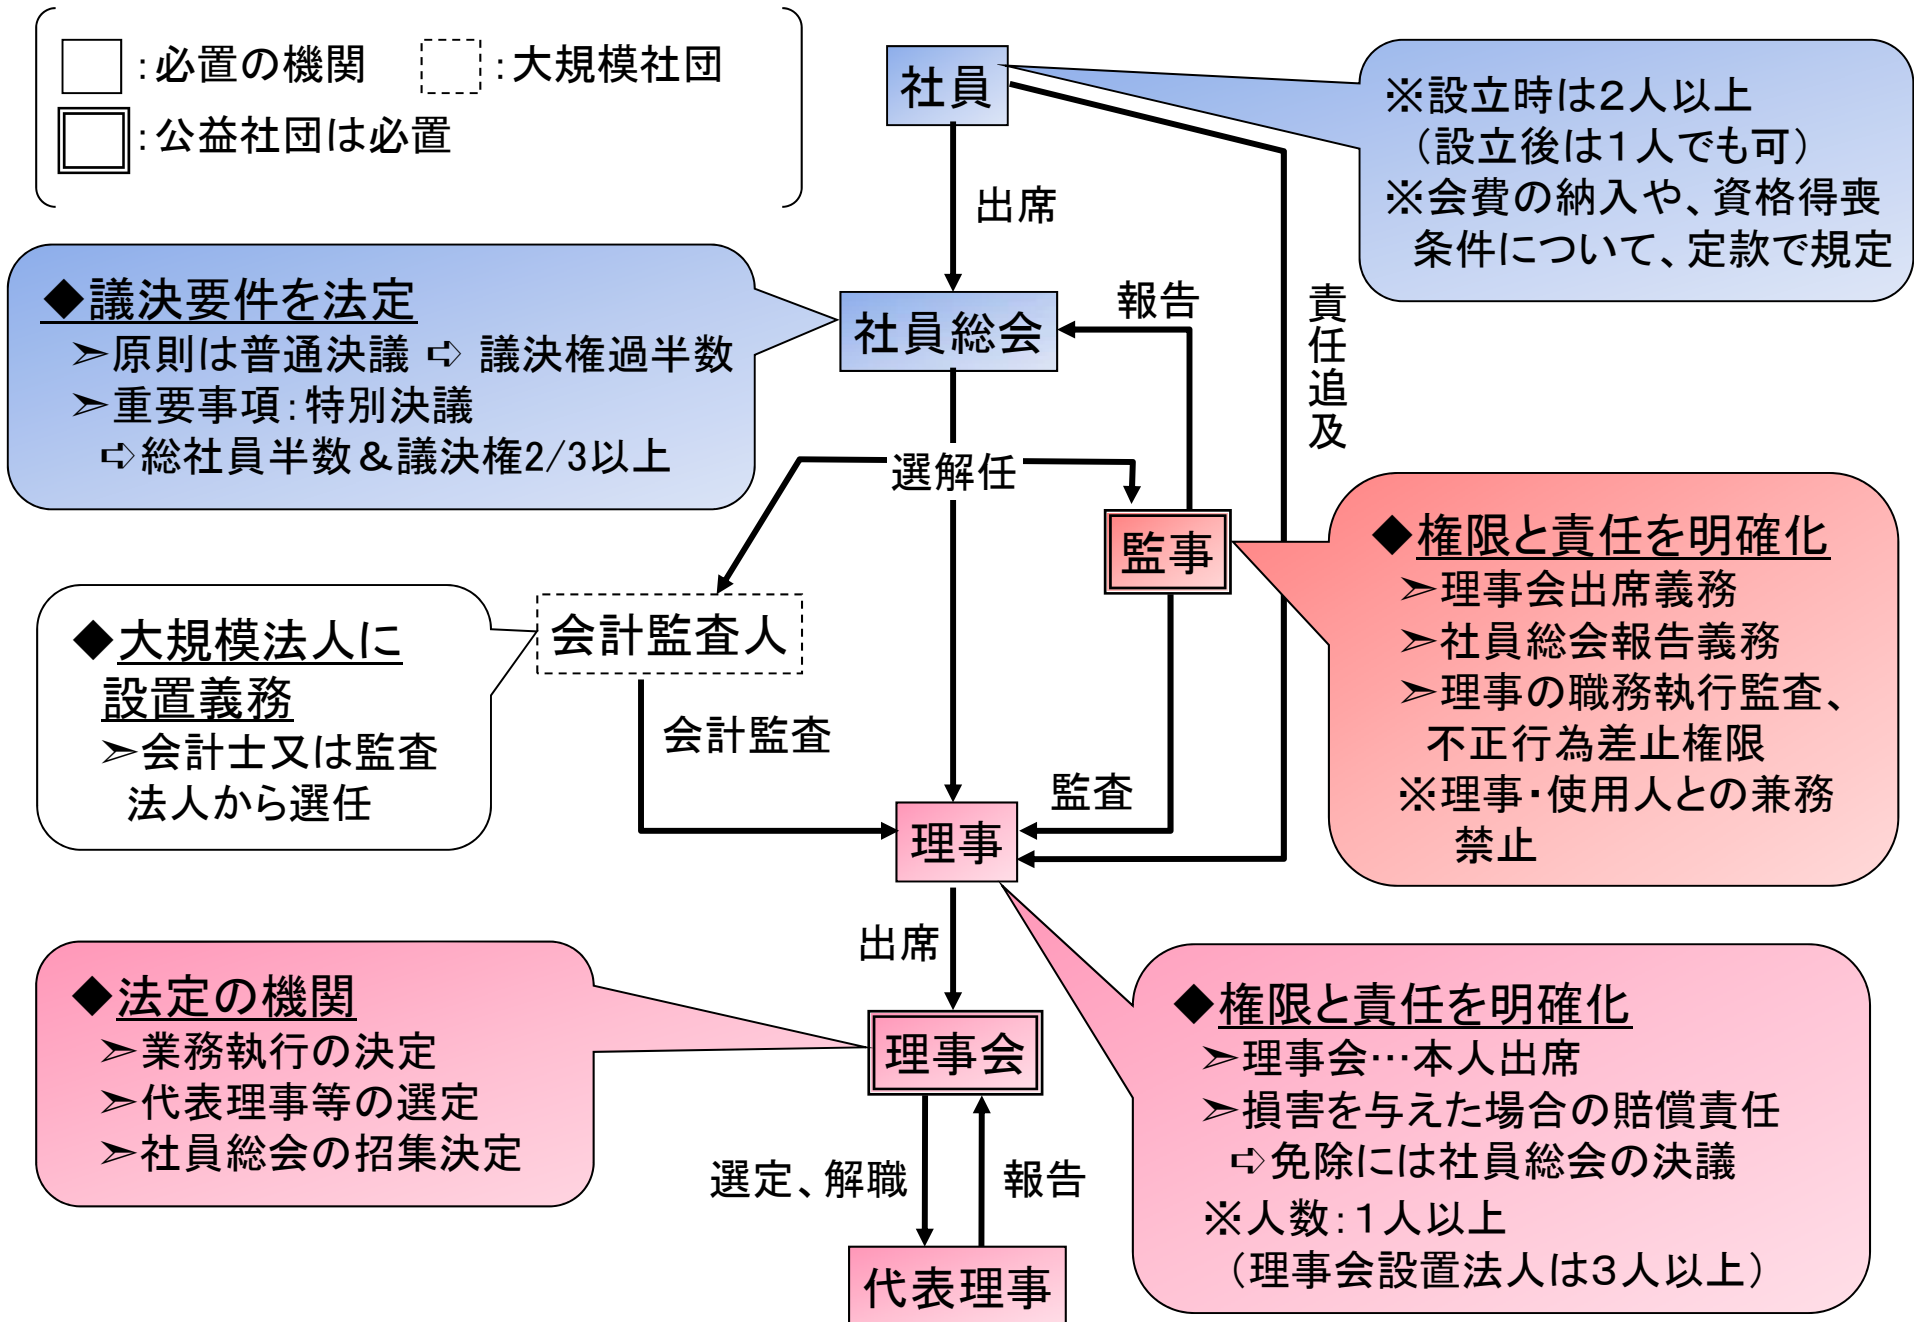 ：必置の機関
：大規模社団
：公益社団は必置
社員
※設立時は２人以上
（設立後は１人でも可）
※会費の納入や、資格得喪
条件について、定款で規定
出席
◆議決要件を法定
➣原則は普通決議 ➪ 議決権過半数
➣重要事項：特別決議
➪総社員半数＆議決権2/3以上
社員総会
報告
責任追及
選解任
監事
◆権限と責任を明確化
➣理事会出席義務
➣社員総会報告義務
➣理事の職務執行監査、
不正行為差止権限
※理事・使用人との兼務
禁止
会計監査人
◆大規模法人に
設置義務
➣会計士又は監査
法人から選任
会計監査
監査
理事
出席
◆法定の機関
➣業務執行の決定
➣代表理事等の選定
➣社員総会の招集決定
理事会
◆権限と責任を明確化
➣理事会…本人出席
➣損害を与えた場合の賠償責任
➪免除には社員総会の決議
※人数：１人以上
（理事会設置法人は３人以上）
選定、解職
報告
代表理事